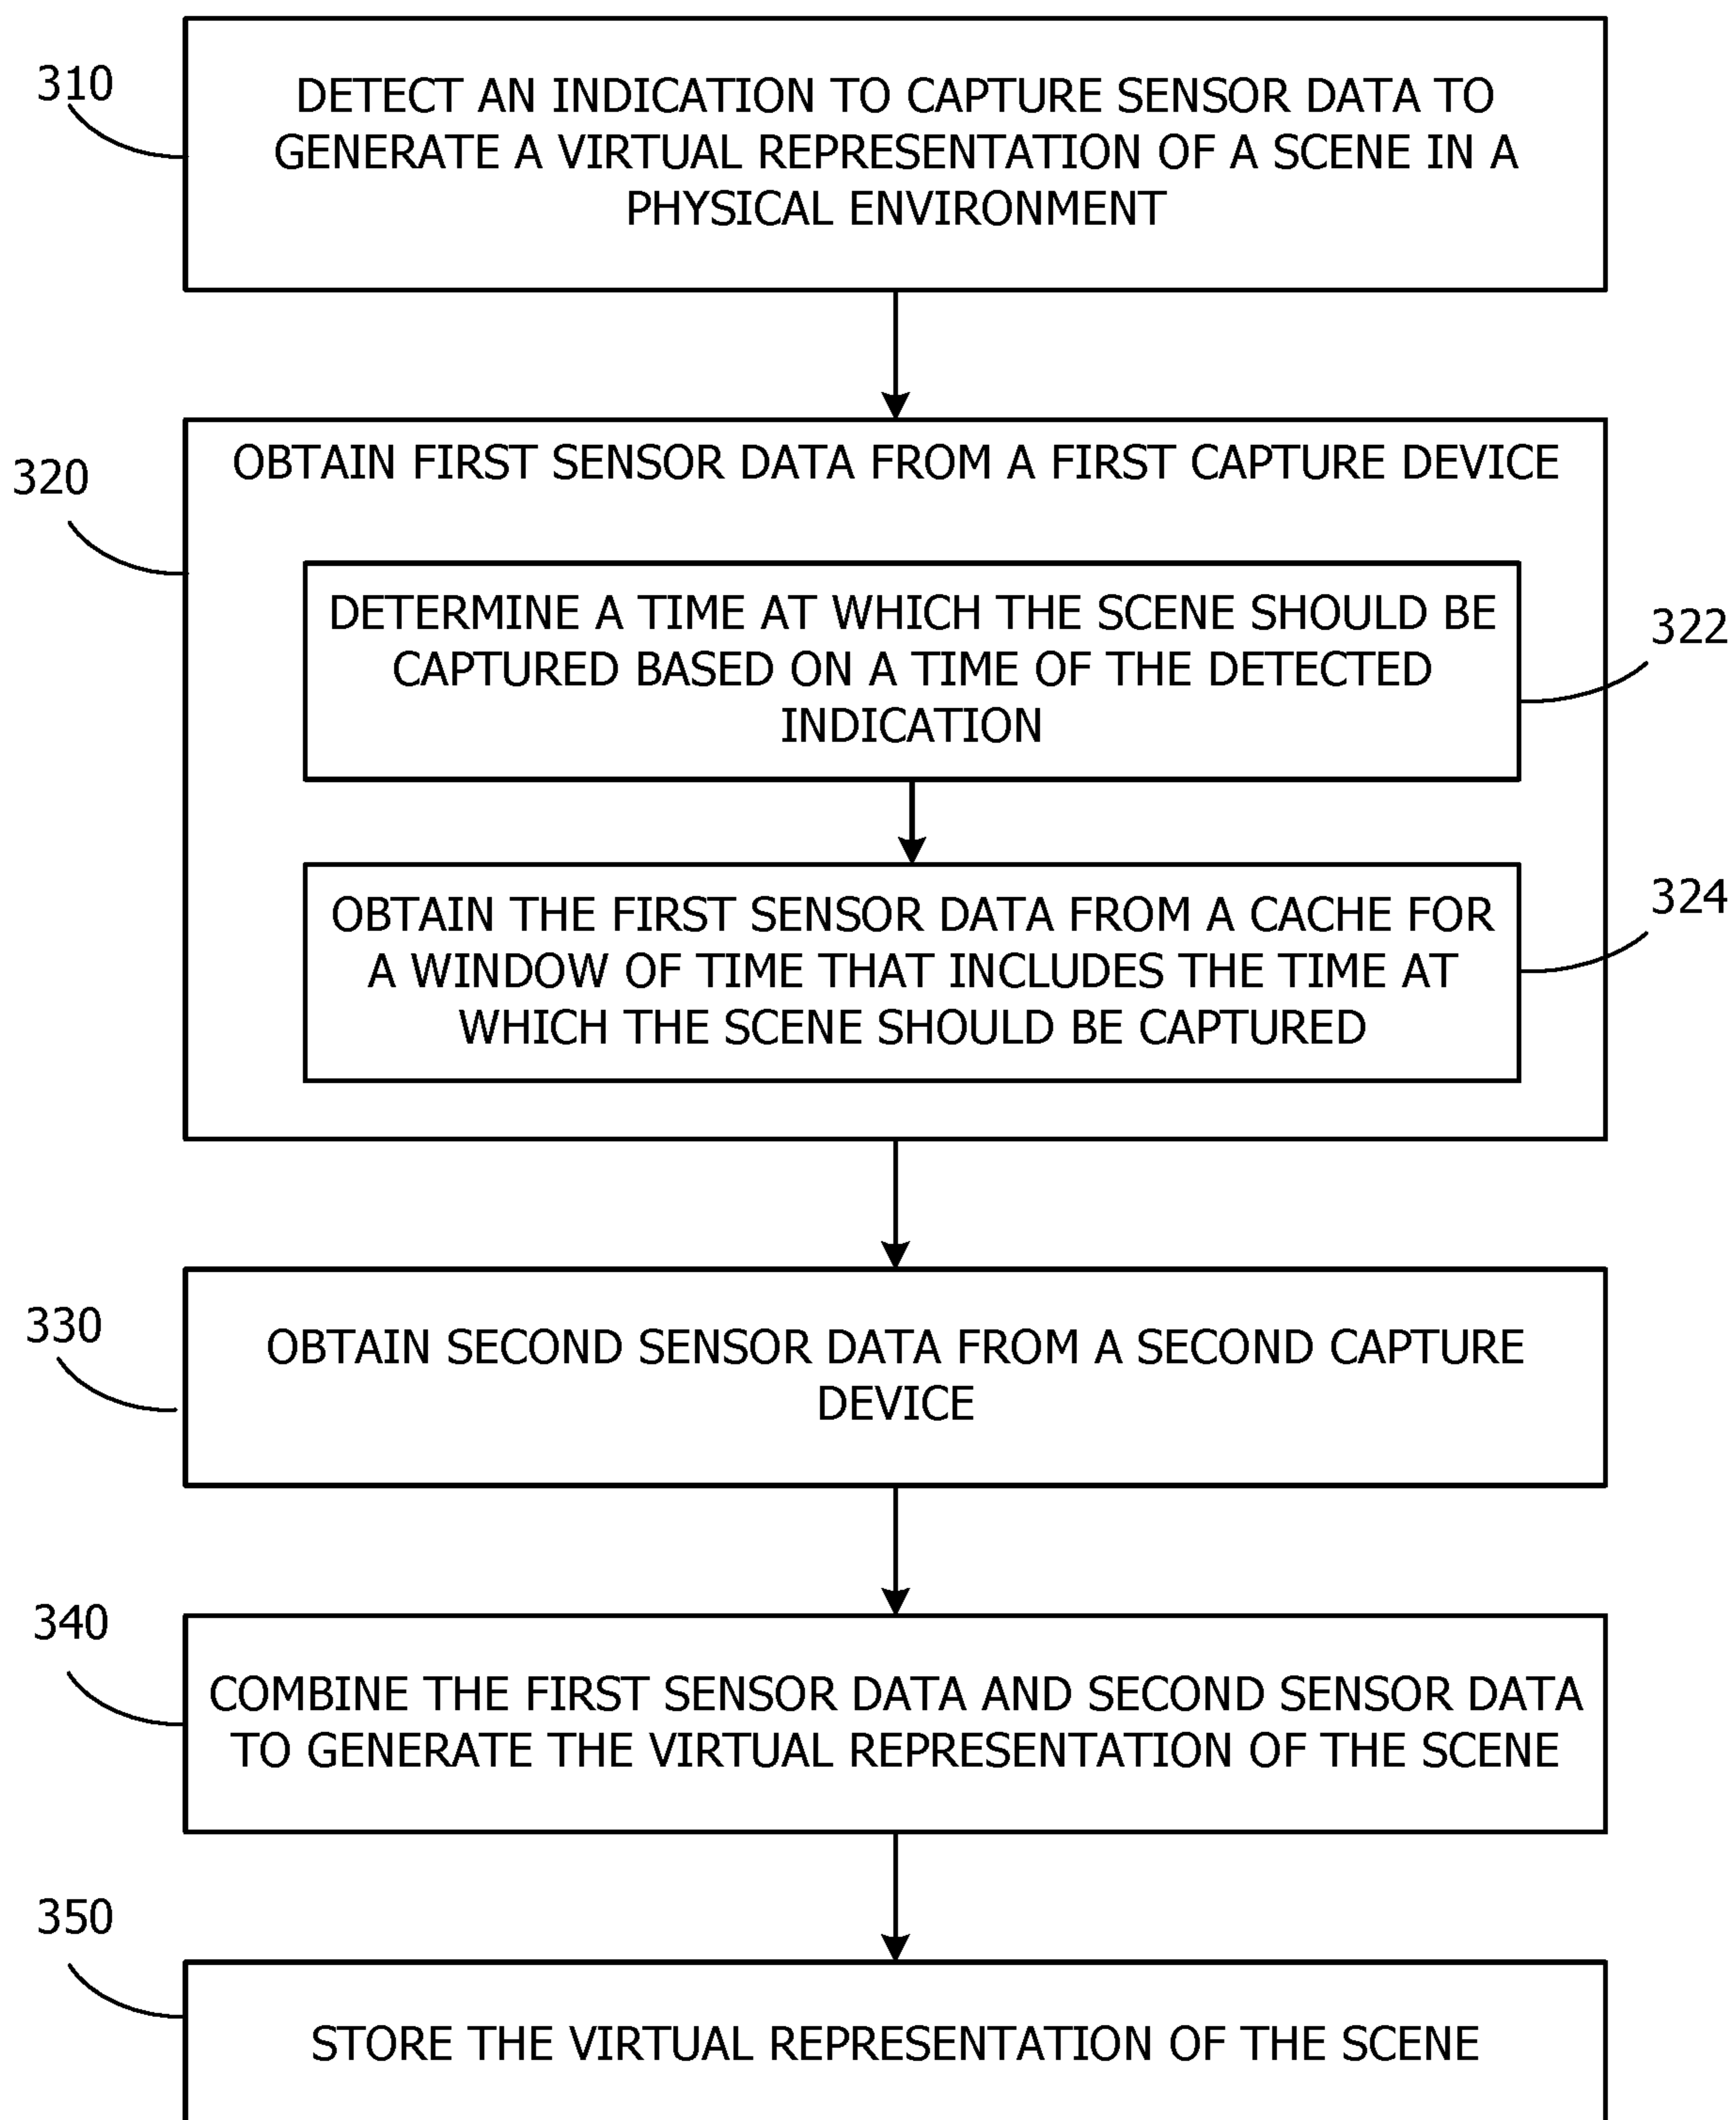 310
DETECT AN INDICATION TO CAPTURE SENSOR DATA TO
GENERATE A VIRTUAL REPRESENTATION OF A SCENE IN A
PHYSICAL ENVIRONMENT
320
OBTAIN FIRST SENSOR DATA FROM A FIRST CAPTURE DEVICE
DETERMINE A TIME AT WHICH THE SCENE SHOULD BE
CAPTURED BASED ON A TIME OF THE DETECTED
INDICATION
322
OBTAIN THE FIRST SENSOR DATA FROM A CACHE FOR
A WINDOW OF TIME THAT INCLUDES THE TIME AT
WHICH THE SCENE SHOULD BE CAPTURED
324
330
OBTAIN SECOND SENSOR DATA FROM A SECOND CAPTURE
DEVICE
340
COMBINE THE FIRST SENSOR DATA AND SECOND SENSOR DATA
TO GENERATE THE VIRTUAL REPRESENTATION OF THE SCENE
350
STORE THE VIRTUAL REPRESENTATION OF THE SCENE